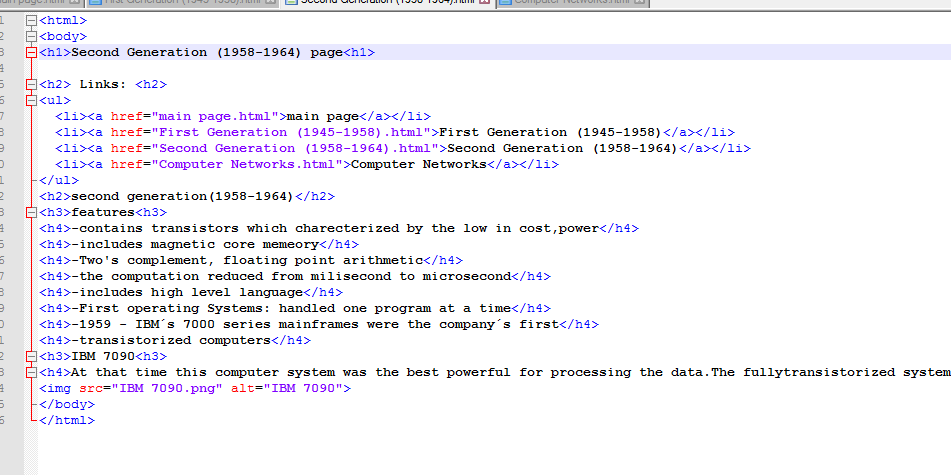 main page.html First Generation (1945-1958).html Second Generation (1958-1964).html Computer Networks.html
<html>
<body>
<h1>Second Generation (1958-1964) page<h1>
<h2> Links: <h2>
<ul>
<li><a href="main page.html">main page</a></li>
<li><a href="First Generation (1945-1958).html">First Generation (1945-1958)</a></li>
<li><a href="Second Generation (1958-1964).html">Second Generation (1958-1964)</a></li>
<li><a href="Computer Networks.html">Computer Networks</a></li>
</ul>
<h2>second generation(1958-1964)</h2>
<h3>features<h3>
<h4>-contains transistors which charecterized by the low in cost,power</h4>
<h4>-includes magnetic core memeory</h4>
<h4>-Two's complement, floating point arithmetic</h4>
<h4>-the computation reduced from milisecond to microsecond</h4>
<h4>-includes high level language</h4>
<h4>-First operating Systems: handled one program at a time</h4>
<h4>-1959 - IBM´s 7000 series mainframes were the company´s first</h4>
<h4>-transistorized computers</h4>
<h3>IBM 7090<h3>
<h4>At that time this computer system was the best powerful for processing the data.The fullytransistorized system
<img src="IBM 7090.png" alt="IBM 7090">
</body>
</html>